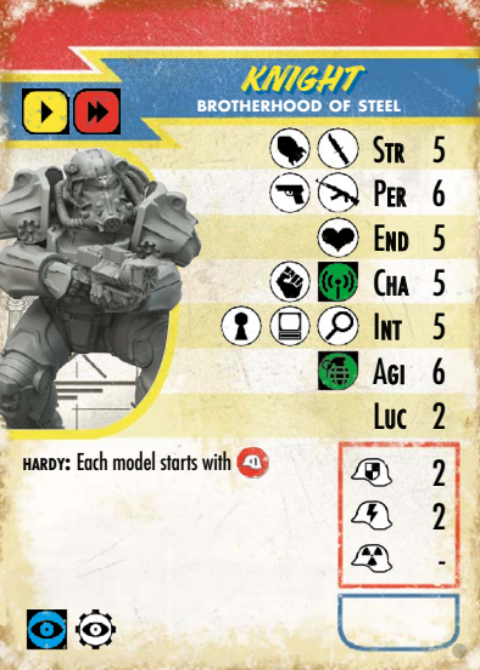 KNIGHT
BROTHERHOOD OF STEEL
STR 5
PER 6
END 5
CHA 5
INT 5
AGI 6
LUC 2
HARDY: Each model starts with +1
2
2
-